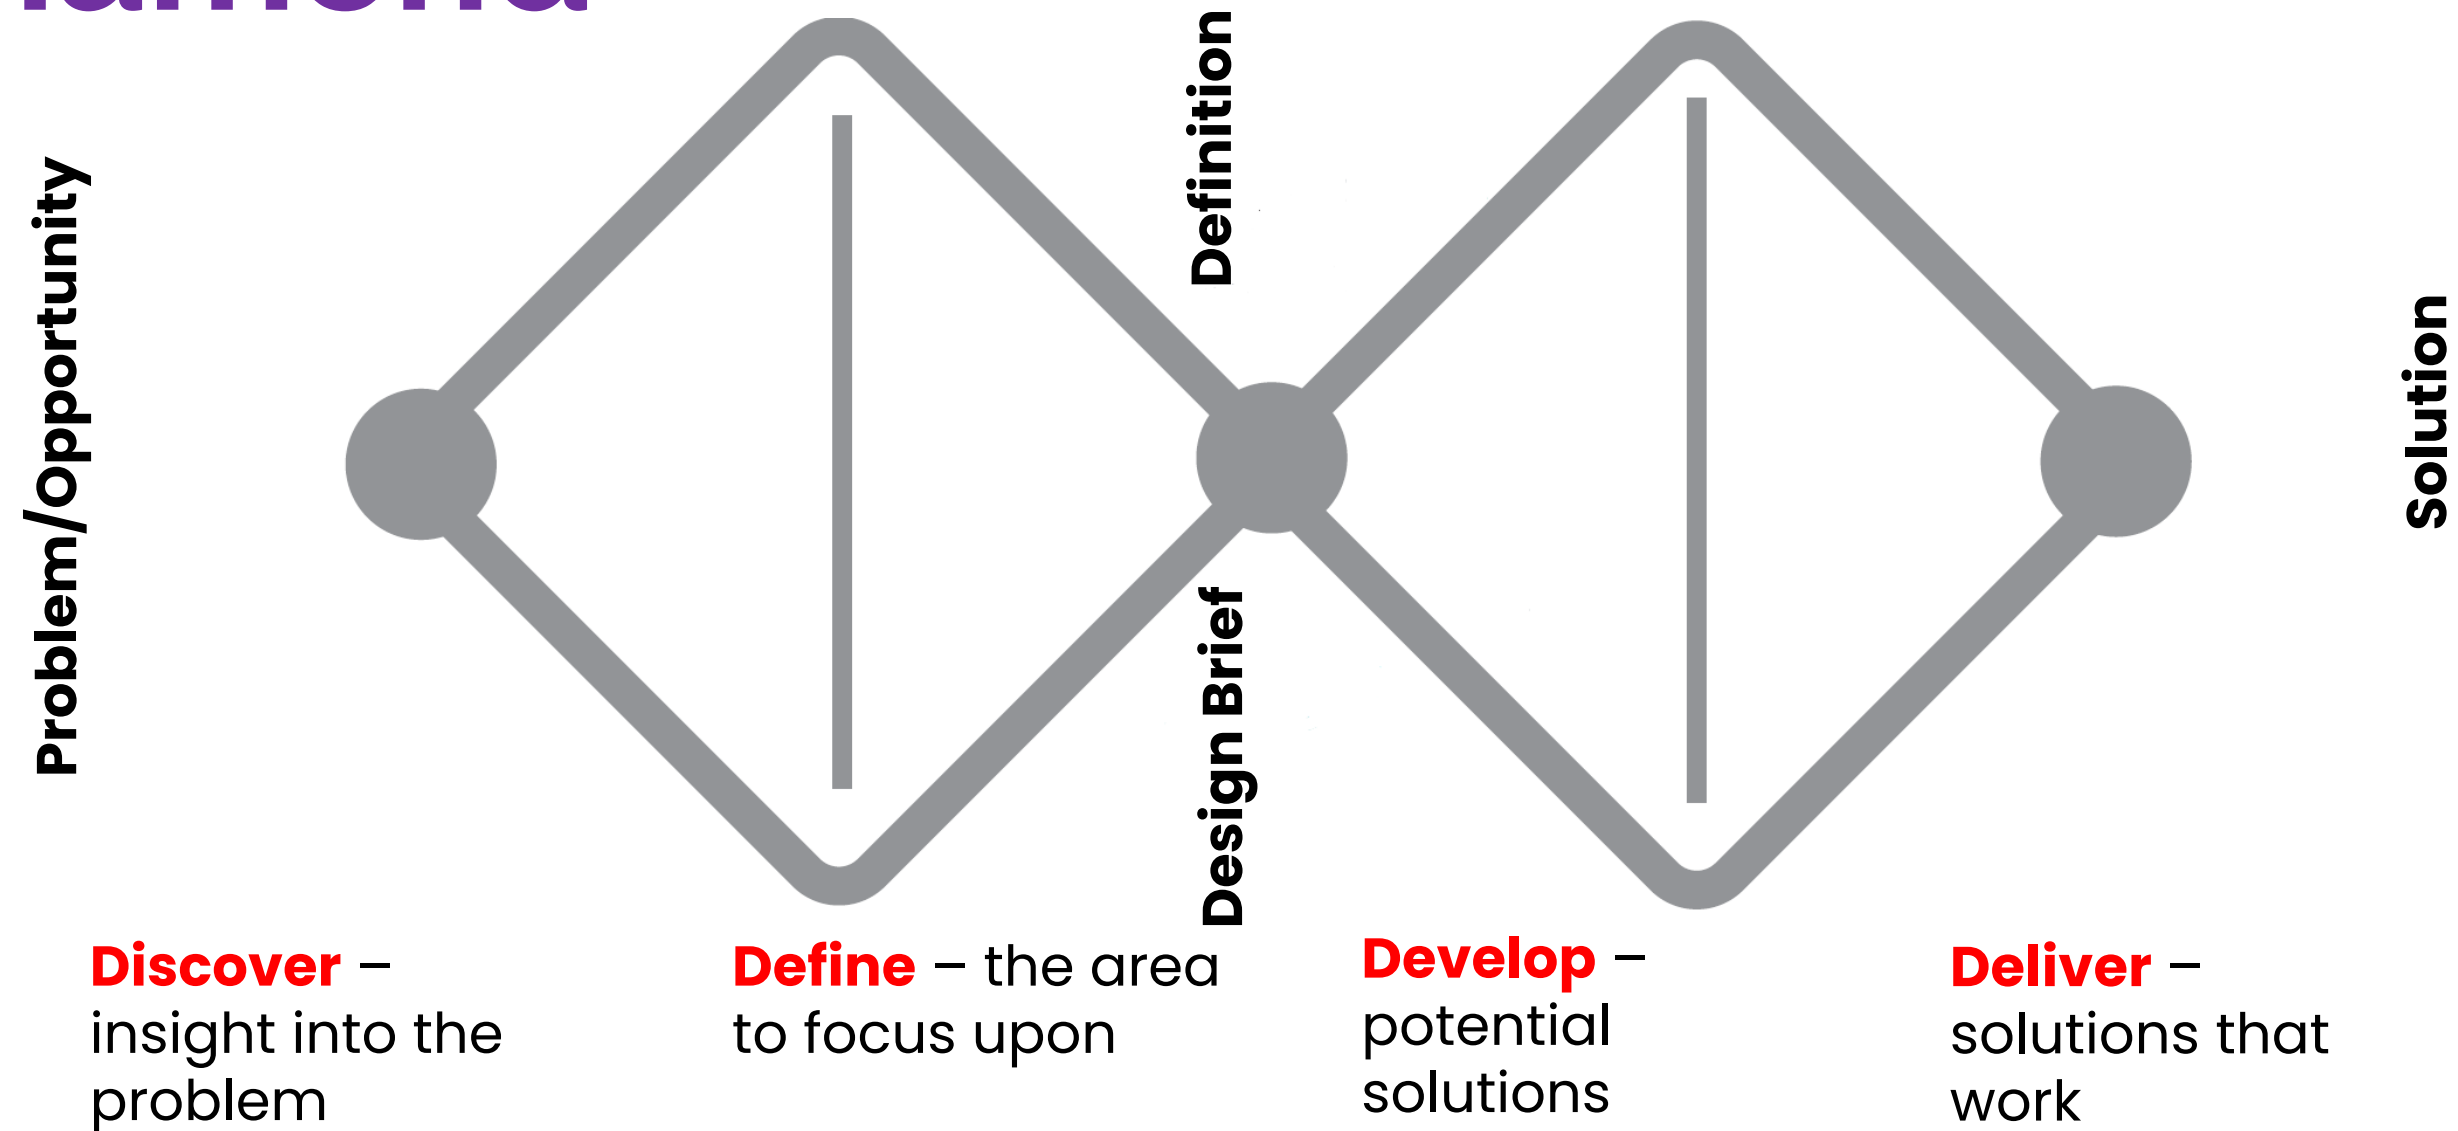 Problem/Opportunity
Definition
Design Brief
Solution
Discover –
insight into the
problem
Define – the area
to focus upon
Develop –
potential
solutions
Deliver –
solutions that
work